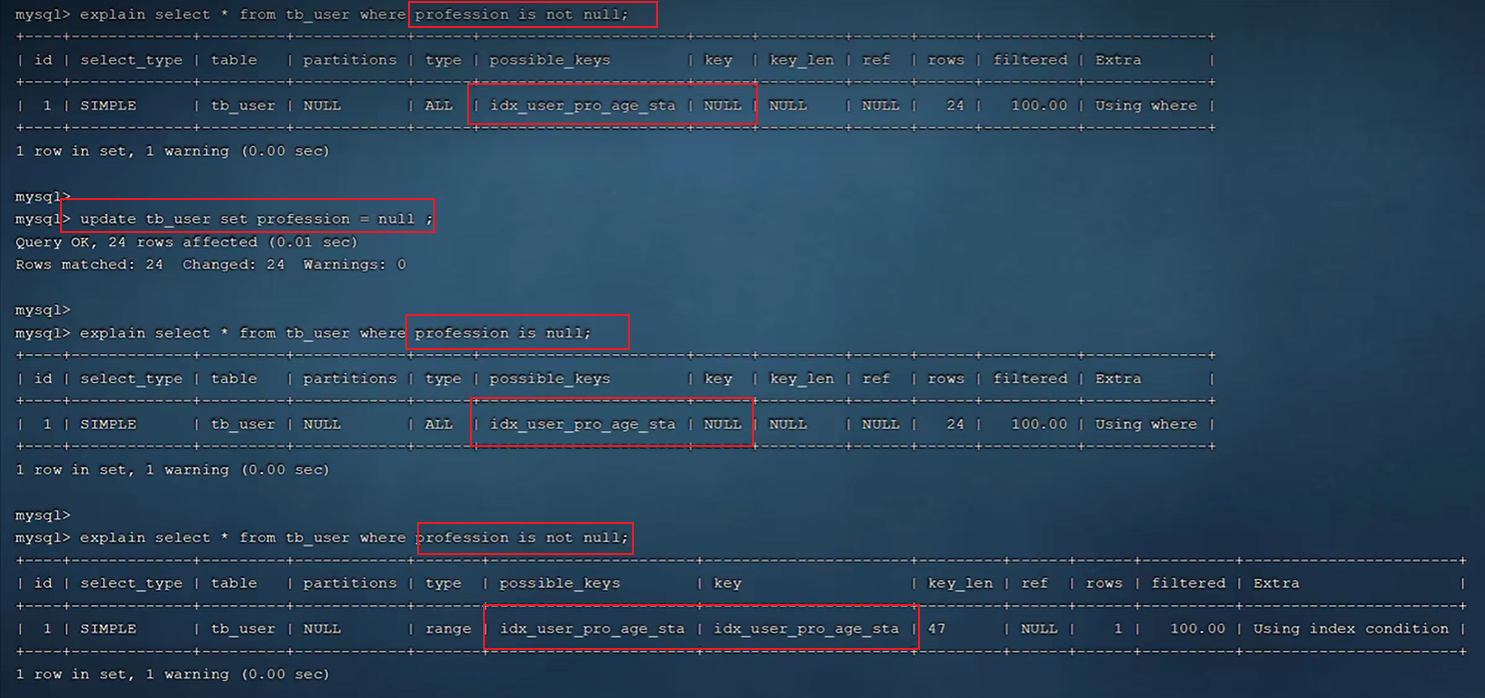 mysql> explain select * from tb_user where profession is not null;
+----+-------------+---------+------------+------+----------------------+------+---------+------+------+----------+-------------+
| id | select_type | table   | partitions | type | possible_keys        | key  | key_len | ref  | rows | filtered | Extra       |
+----+-------------+---------+------------+------+----------------------+------+---------+------+------+----------+-------------+
|  1 | SIMPLE      | tb_user | NULL       | ALL  | idx_user_pro_age_sta | NULL | NULL    | NULL |   24 |   100.00 | Using where |
+----+-------------+---------+------------+------+----------------------+------+---------+------+------+----------+-------------+
1 row in set, 1 warning (0.00 sec)
mysql>
mysql> update tb_user set profession = null ;
Query OK, 24 rows affected (0.01 sec)
Rows matched: 24  Changed: 24  Warnings: 0
mysql>
mysql> explain select * from tb_user where profession is null;
+----+-------------+---------+------------+------+----------------------+------+---------+------+------+----------+-------------+
| id | select_type | table   | partitions | type | possible_keys        | key  | key_len | ref  | rows | filtered | Extra       |
+----+-------------+---------+------------+------+----------------------+------+---------+------+------+----------+-------------+
|  1 | SIMPLE      | tb_user | NULL       | ALL  | idx_user_pro_age_sta | NULL | NULL    | NULL |   24 |   100.00 | Using where |
+----+-------------+---------+------------+------+----------------------+------+---------+------+------+----------+-------------+
1 row in set, 1 warning (0.00 sec)
mysql>
mysql> explain select * from tb_user where profession is not null;
+----+-------------+---------+------------+-------+----------------------+----------------------+---------+------+------+----------+-----------------------+
| id | select_type | table   | partitions | type  | possible_keys        | key                  | key_len | ref  | rows | filtered | Extra                 |
+----+-------------+---------+------------+-------+----------------------+----------------------+---------+------+------+----------+-----------------------+
|  1 | SIMPLE      | tb_user | NULL       | range | idx_user_pro_age_sta | idx_user_pro_age_sta | 47      | NULL |    1 |   100.00 | Using index condition |
+----+-------------+---------+------------+-------+----------------------+----------------------+---------+------+------+----------+-----------------------+
1 row in set, 1 warning (0.00 sec)